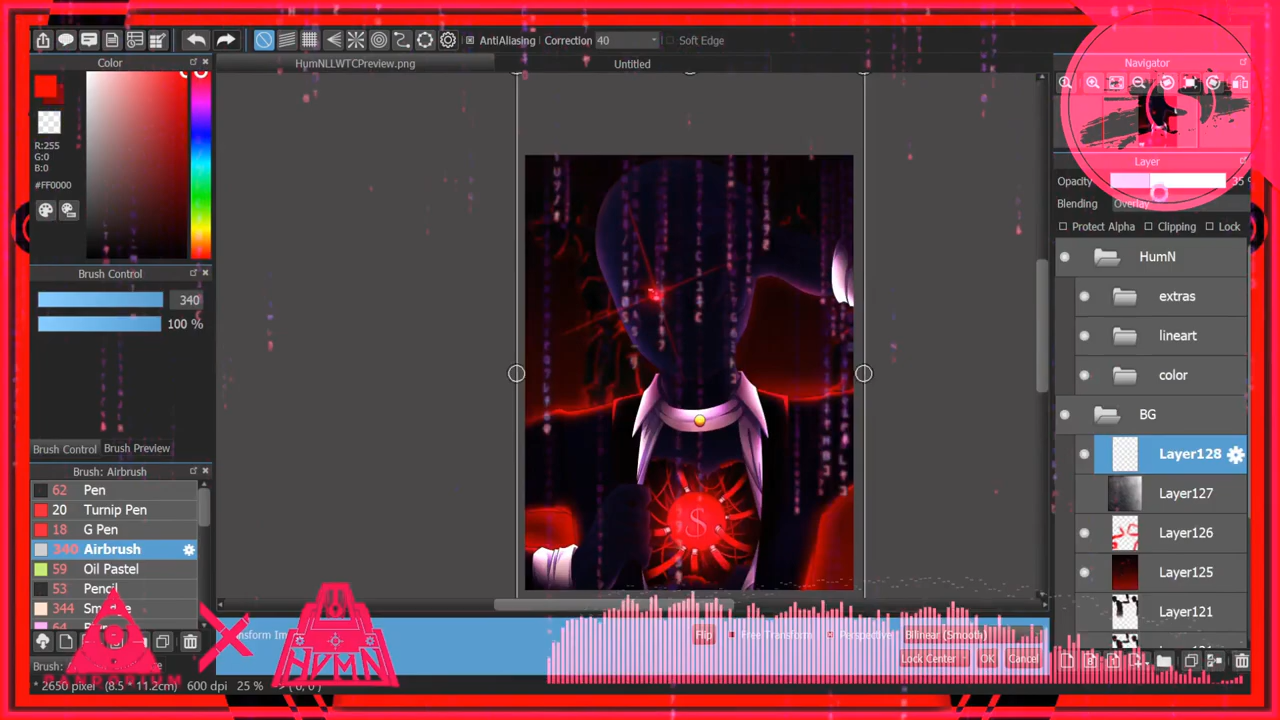 AntiAliasing Correction 40 Soft Edge
Color
HumNLLWTCPreview.png
Untitled
Navigator
R:255
G:0
B:0
#FF0000
Layer
Opacity 35
Blending Overlay
Protect Alpha Clipping Lock
HumN
extras
lineart
color
BG
Layer128
Layer127
Layer126
Layer125
Layer121
Brush Control
340
100 %
Brush Control Brush Preview
Brush: Airbrush
62 Pen
20 Turnip Pen
18 G Pen
340 Airbrush
59 Oil Pastel
53 Pencil
344
$
Flip Free Transform Perspective Bilinear (Smooth)
Lock Center OK Cancel
HVMN
Brush:
* 2650 pixel (8.5 * 11.2cm) 600 dpi 25 % ( 0, 0 )